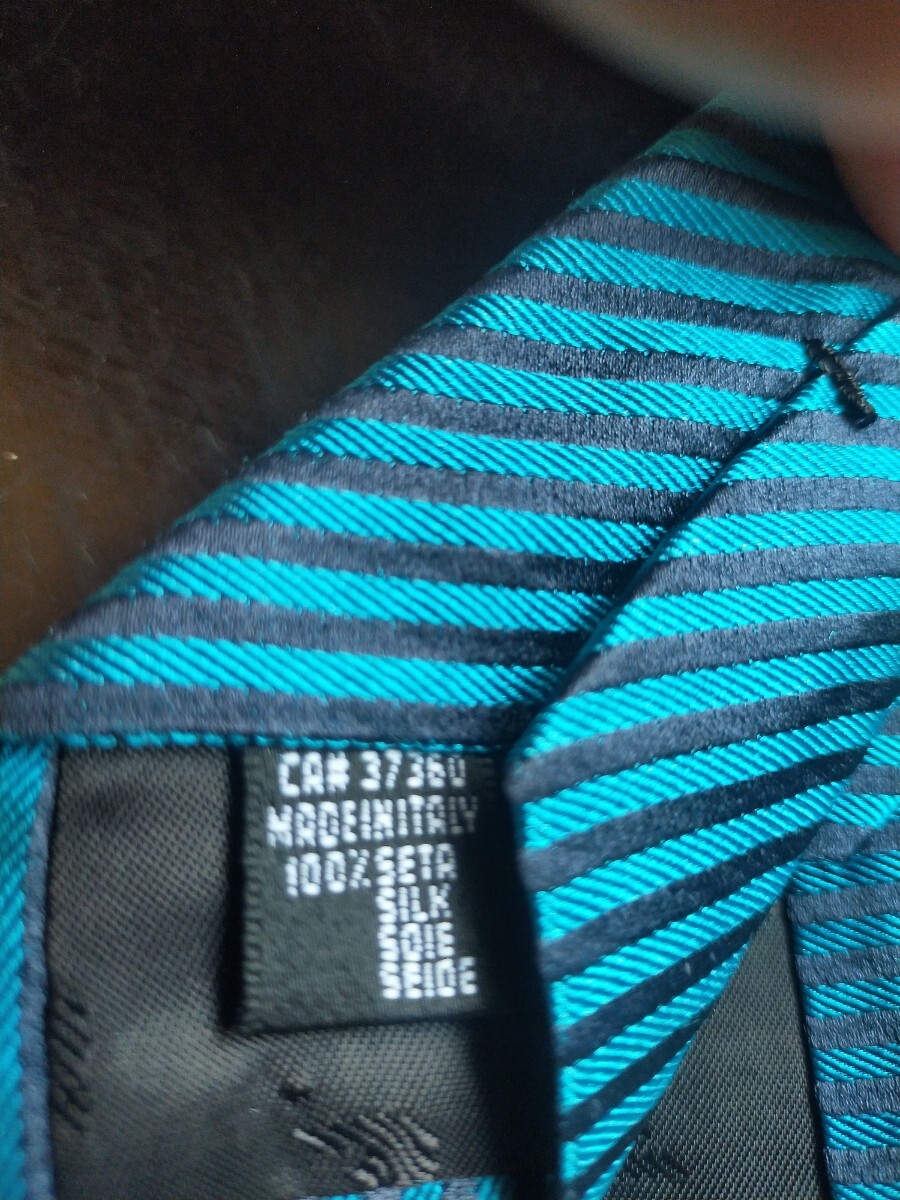 CA# 37360
MADE IN ITALY
100% SETA
SILK
SOIE
SEIDE